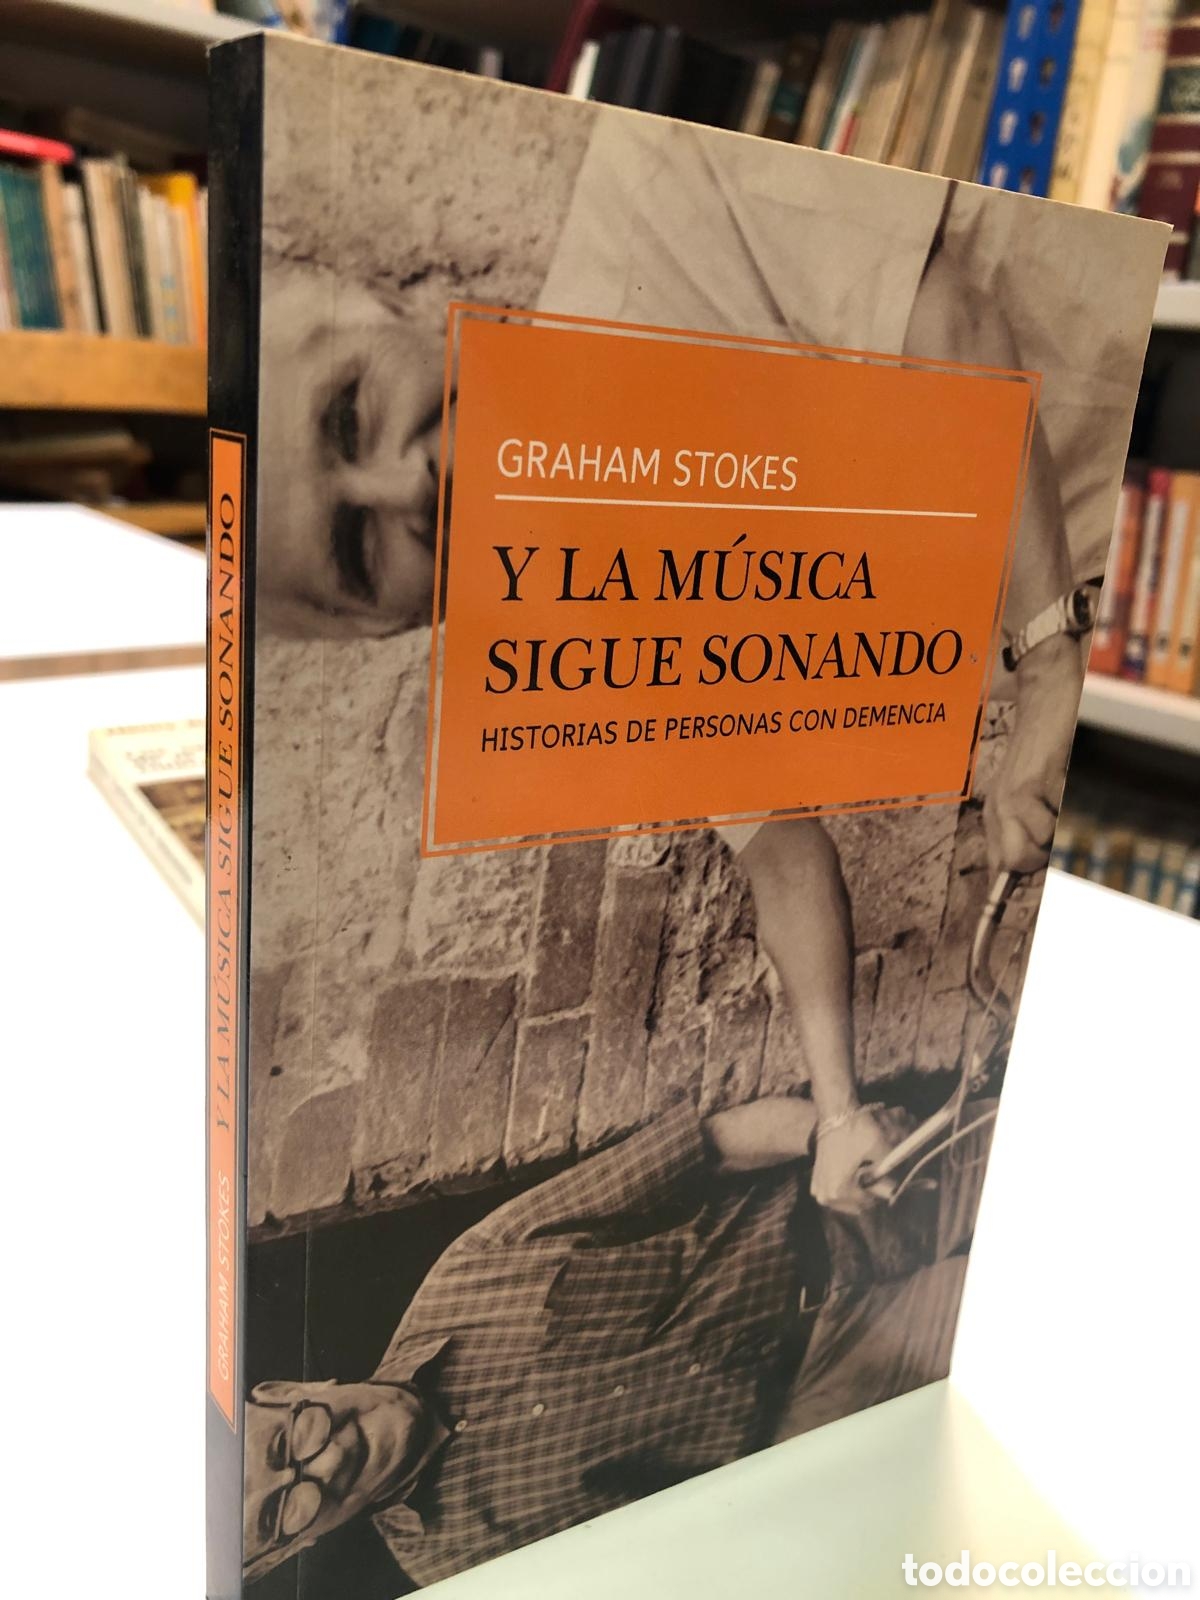 GRAHAM STOKES
Y LA MÚSICA
SIGUE SONANDO
HISTORIAS DE PERSONAS CON DEMENCIA
GRAHAM STOKES Y LA MÚSICA SIGUE SONANDO
todocoleccion